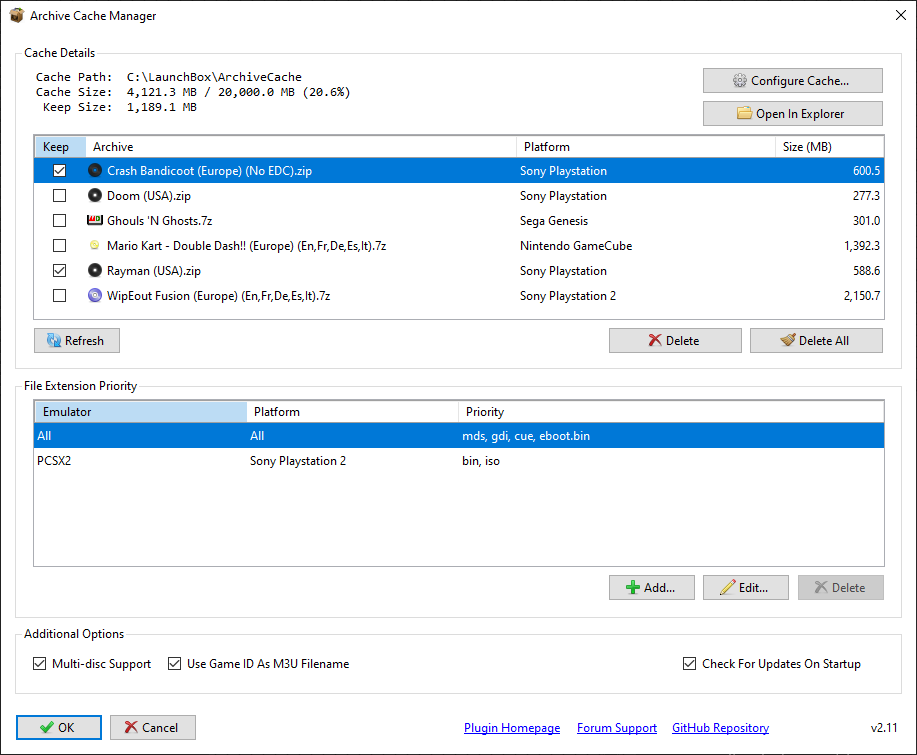 Archive Cache Manager
Cache Details
Cache Path: C:\LaunchBox\ArchiveCache
Cache Size: 4,121.3 MB / 20,000.0 MB (20.6%)
Keep Size: 1,189.1 MB
Configure Cache...
Open In Explorer
Keep Archive Platform Size (MB)
Crash Bandicoot (Europe) (No EDC).zip Sony Playstation 600.5
Doom (USA).zip Sony Playstation 277.3
Ghouls 'N Ghosts.7z Sega Genesis 301.0
Mario Kart - Double Dash!! (Europe) (En,Fr,De,Es,It).7z Nintendo GameCube 1,392.3
Rayman (USA).zip Sony Playstation 588.6
WipEout Fusion (Europe) (En,Fr,De,Es,It).7z Sony Playstation 2 2,150.7
Refresh Delete Delete All
File Extension Priority
Emulator Platform Priority
All All mds, gdi, cue, eboot.bin
PCSX2 Sony Playstation 2 bin, iso
Add... Edit... Delete
Additional Options
Multi-disc Support Use Game ID As M3U Filename Check For Updates On Startup
OK Cancel Plugin Homepage Forum Support GitHub Repository v2.11